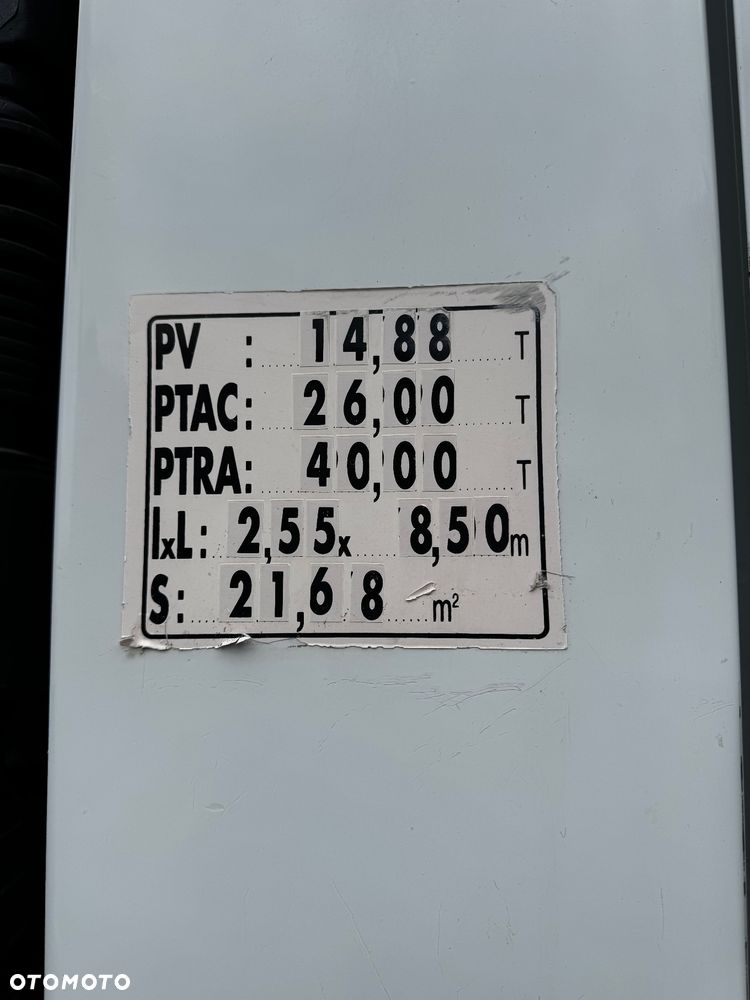 PV : 14,88 T
PTAC: 26,00 T
PTRA: 40,00 T
lxL: 2,55x 8,50m
S: 21,68 m²
OTOMOTO